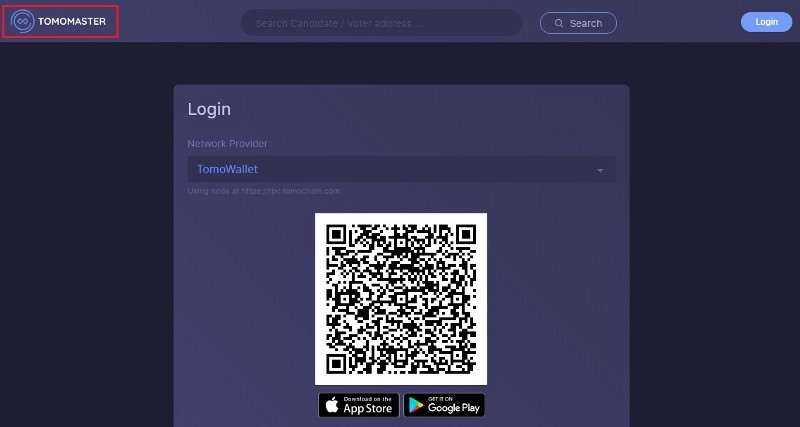 TOMOMASTER
Search Candidate / Voter address ...
Search
Login
Login
Network Provider
TomoWallet
Using node at https://rpc.tomochain.com
Download on the
App Store
GET IT ON
Google Play